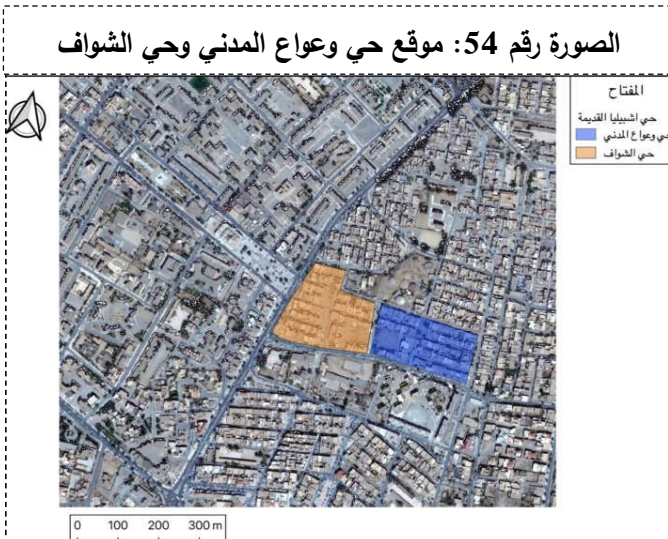 الصورة رقم 54: موقع حي وعواع المدني وحي الشواف
المفتاح
حي اشبيليا القديمة
حي وعواع المدني
حي الشواف
0 100 200 300 m